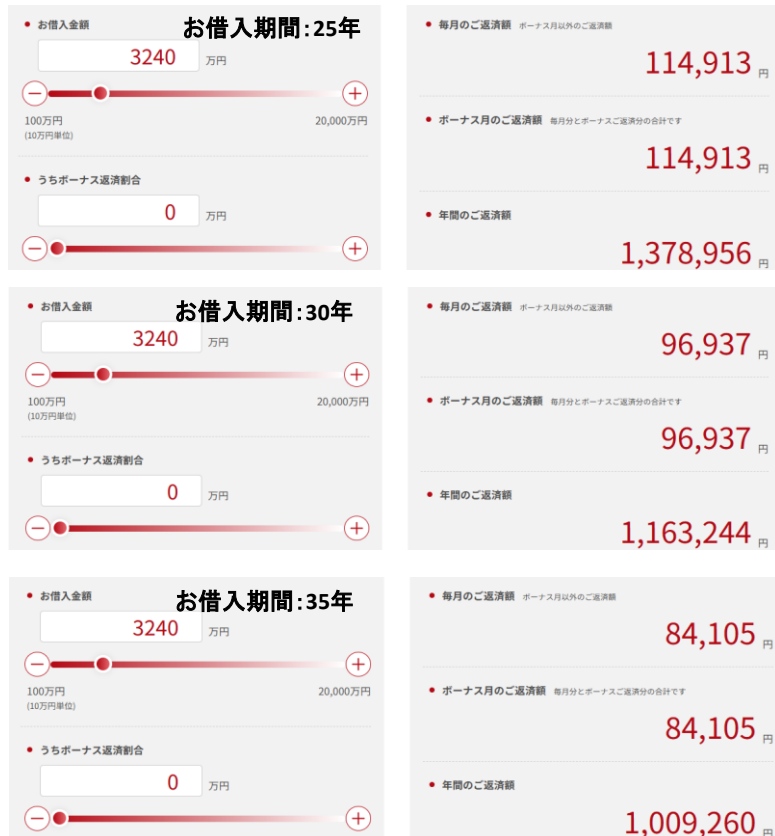 • お借入金額
お借入期間:25年
3240 万円
100万円 20,000万円
(10万円単位)
• うちボーナス返済割合
0 万円
• 毎月のご返済額 ボーナス月以外のご返済額
114,913 円
• ボーナス月のご返済額 毎月分とボーナスご返済分の合計です
114,913 円
• 年間のご返済額
1,378,956 円
• お借入金額
お借入期間:30年
3240 万円
100万円 20,000万円
(10万円単位)
• うちボーナス返済割合
0 万円
• 毎月のご返済額 ボーナス月以外のご返済額
96,937 円
• ボーナス月のご返済額 毎月分とボーナスご返済分の合計です
96,937 円
• 年間のご返済額
1,163,244 円
• お借入金額
お借入期間:35年
3240 万円
100万円 20,000万円
(10万円単位)
• うちボーナス返済割合
0 万円
• 毎月のご返済額 ボーナス月以外のご返済額
84,105 円
• ボーナス月のご返済額 毎月分とボーナスご返済分の合計です
84,105 円
• 年間のご返済額
1,009,260 円